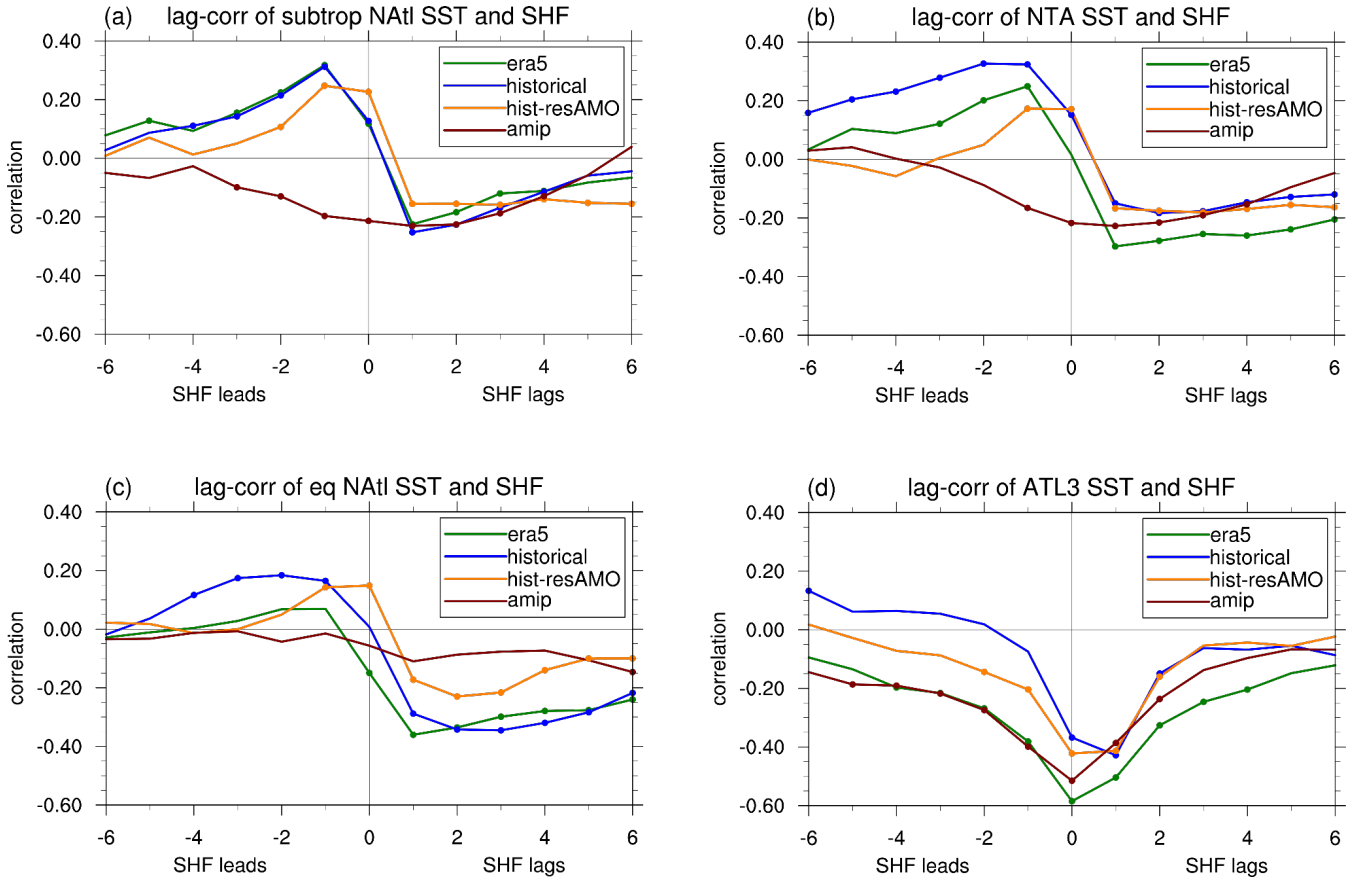 (a) lag-corr of subtrop NAtl SST and SHF
correlation
0.40
0.20
0.00
-0.20
-0.40
-0.60
era5
historical
hist-resAMO
amip
-6 -4 -2 0 2 4 6
SHF leads SHF lags
(b) lag-corr of NTA SST and SHF
correlation
0.40
0.20
0.00
-0.20
-0.40
-0.60
era5
historical
hist-resAMO
amip
-6 -4 -2 0 2 4 6
SHF leads SHF lags
(c) lag-corr of eq NAtl SST and SHF
correlation
0.40
0.20
0.00
-0.20
-0.40
-0.60
era5
historical
hist-resAMO
amip
-6 -4 -2 0 2 4 6
SHF leads SHF lags
(d) lag-corr of ATL3 SST and SHF
correlation
0.40
0.20
0.00
-0.20
-0.40
-0.60
era5
historical
hist-resAMO
amip
-6 -4 -2 0 2 4 6
SHF leads SHF lags